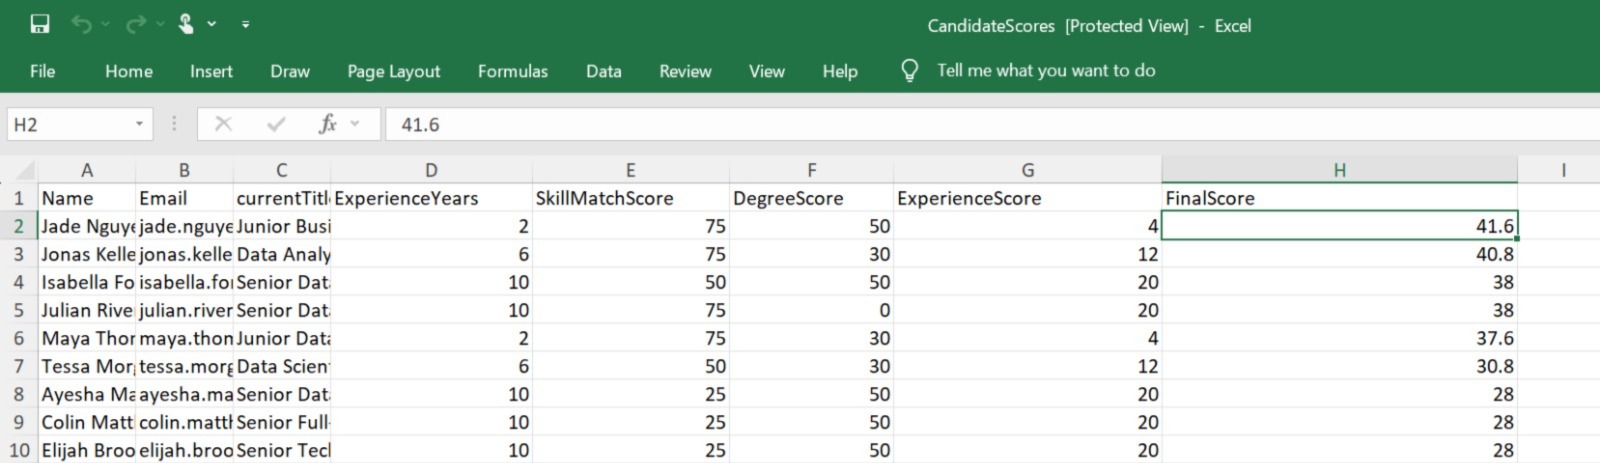 CandidateScores [Protected View] - Excel
File Home Insert Draw Page Layout Formulas Data Review View Help Tell me what you want to do
H2 fx 41.6
A B C D E F G H I
1 Name Email currentTitl ExperienceYears SkillMatchScore DegreeScore ExperienceScore FinalScore
2 Jade Nguye jade.nguye Junior Busi 2 75 50 4 41.6
3 Jonas Kelle jonas.kelle Data Analy 6 75 30 12 40.8
4 Isabella Fo isabella.for Senior Dat 10 50 50 20 38
5 Julian Rive julian.river Senior Dat 10 75 0 20 38
6 Maya Thor maya.thom Junior Data 2 75 30 4 37.6
7 Tessa Morg tessa.morg Data Scien 6 50 30 12 30.8
8 Ayesha Ma ayesha.ma Senior Dat 10 25 50 20 28
9 Colin Matt colin.matth Senior Full- 10 25 50 20 28
10 Elijah Broo elijah.broo Senior Tecl 10 25 50 20 28